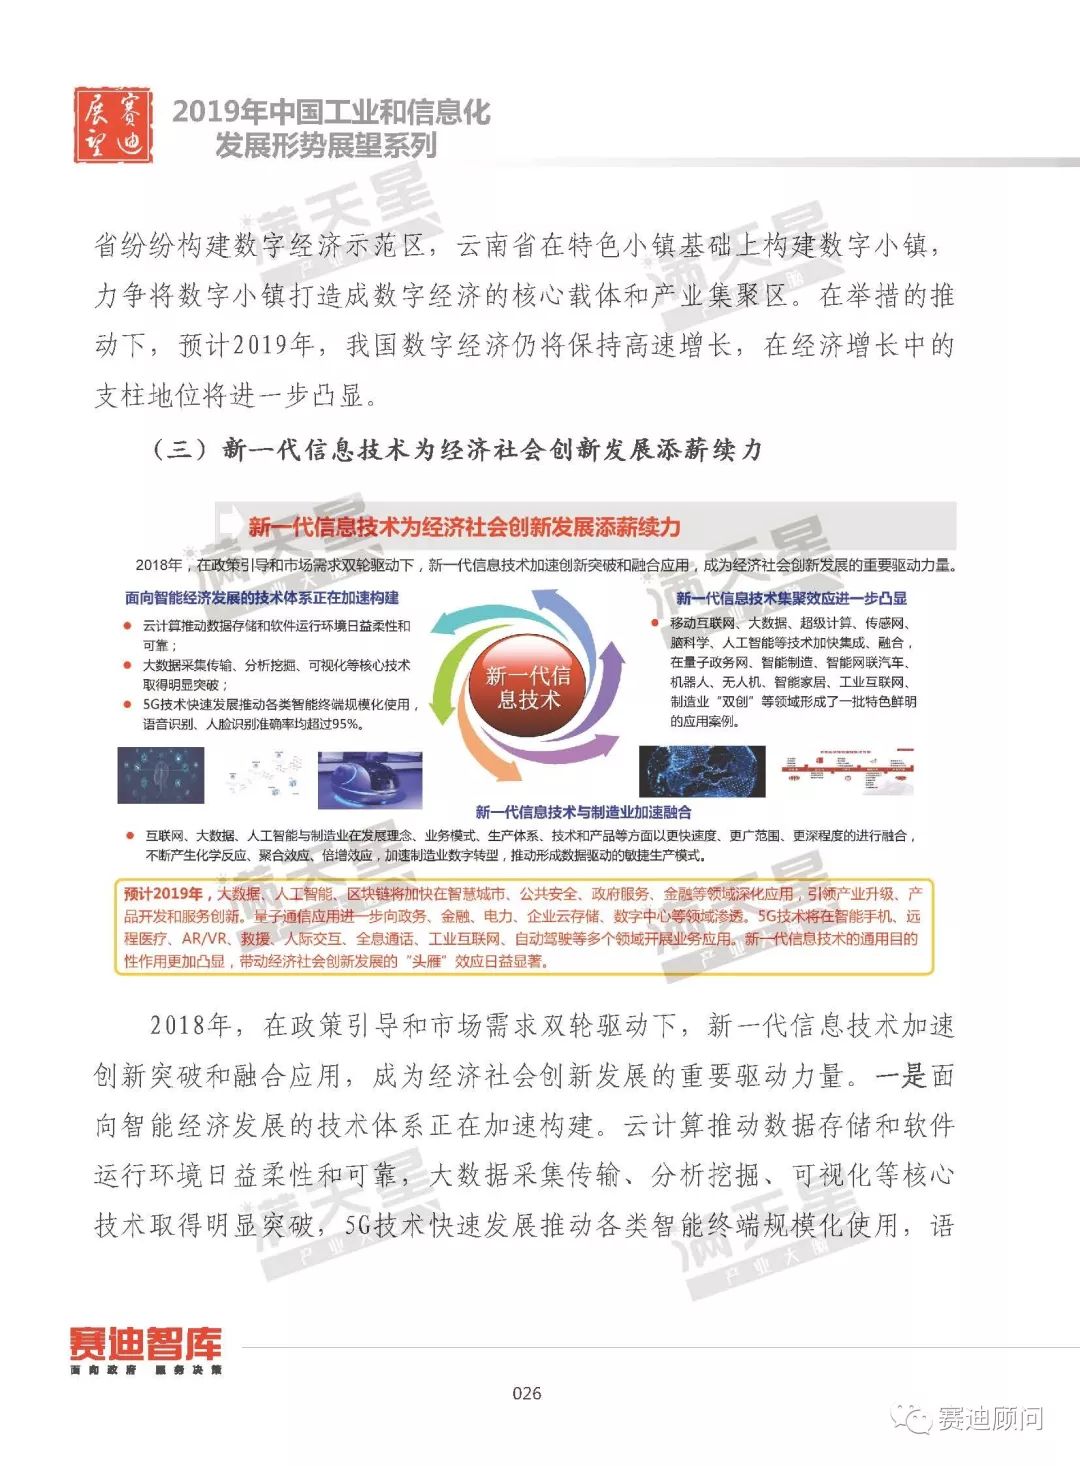 赛迪展望
2019年中国工业和信息化
发展形势展望系列
省纷纷构建数字经济示范区，云南省在特色小镇基础上构建数字小镇，
力争将数字小镇打造成数字经济的核心载体和产业集聚区。在举措的推
动下，预计2019年，我国数字经济仍将保持高速增长，在经济增长中的
支柱地位将进一步凸显。
（三）新一代信息技术为经济社会创新发展添薪续力
新一代信息技术为经济社会创新发展添薪续力
2018年，在政策引导和市场需求双轮驱动下，新一代信息技术加速创新突破和融合应用，成为经济社会创新发展的重要驱动力量。
面向智能经济发展的技术体系正在加速构建
● 云计算推动数据存储和软件运行环境日益柔性和
可靠；
● 大数据采集传输、分析挖掘、可视化等核心技术
取得明显突破；
● 5G技术快速发展推动各类智能终端规模化使用，
语音识别、人脸识别准确率均超过95%。
新一代信
息技术
新一代信息技术集聚效应进一步凸显
● 移动互联网、大数据、超级计算、传感网、
脑科学、人工智能等技术加快集成、融合，
在量子政务网、智能制造、智能网联汽车、
机器人、无人机、智能家居、工业互联网、
制造业“双创”等领域形成了一批特色鲜明
的应用案例。
新一代信息技术与制造业加速融合
● 互联网、大数据、人工智能与制造业在发展理念、业务模式、生产体系、技术和产品等方面以更快速度、更广范围、更深程度的进行融合，
不断产生化学反应、聚合效应、倍增效应，加速制造业数字转型，推动形成数据驱动的敏捷生产模式。
预计2019年，大数据、人工智能、区块链将加快在智慧城市、公共安全、政府服务、金融等领域深化应用，引领产业升级、产
品开发和服务创新。量子通信应用进一步向政务、金融、电力、企业云存储、数字中心等领域渗透。5G技术将在智能手机、远
程医疗、AR/VR、救援、人际交互、全息通话、工业互联网、自动驾驶等多个领域开展业务应用。新一代信息技术的通用目的
性作用更加凸显，带动经济社会创新发展的“头雁”效应日益显著。
2018年，在政策引导和市场需求双轮驱动下，新一代信息技术加速
创新突破和融合应用，成为经济社会创新发展的重要驱动力量。一是面
向智能经济发展的技术体系正在加速构建。云计算推动数据存储和软件
运行环境日益柔性和可靠，大数据采集传输、分析挖掘、可视化等核心
技术取得明显突破，5G技术快速发展推动各类智能终端规模化使用，语
赛迪智库
面向政府 服务决策
026
赛迪顾问
满天星
产业大脑